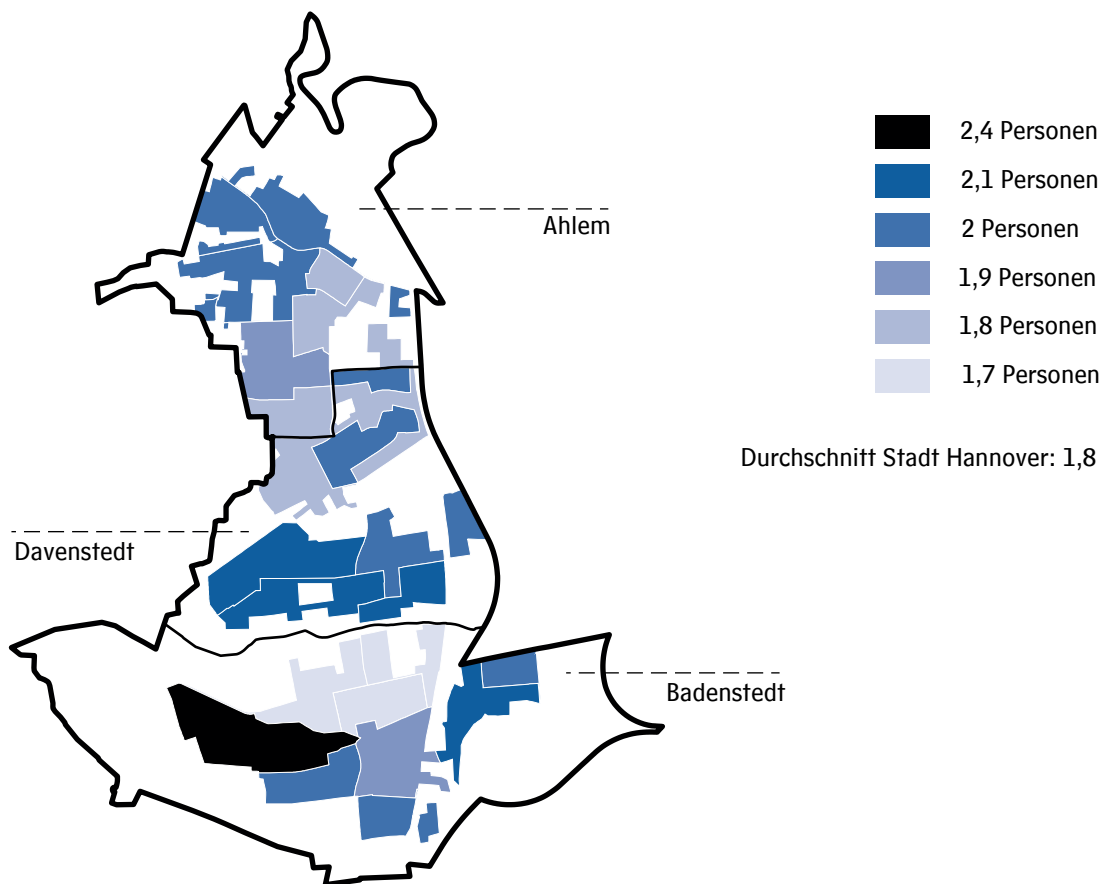 2,4 Personen
2,1 Personen
2 Personen
1,9 Personen
1,8 Personen
1,7 Personen
Durchschnitt Stadt Hannover: 1,8
Ahlem
Davenstedt
Badenstedt